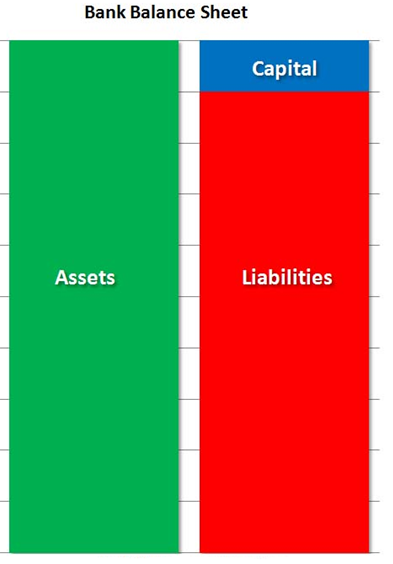 Bank Balance Sheet
Capital
Assets
Liabilities